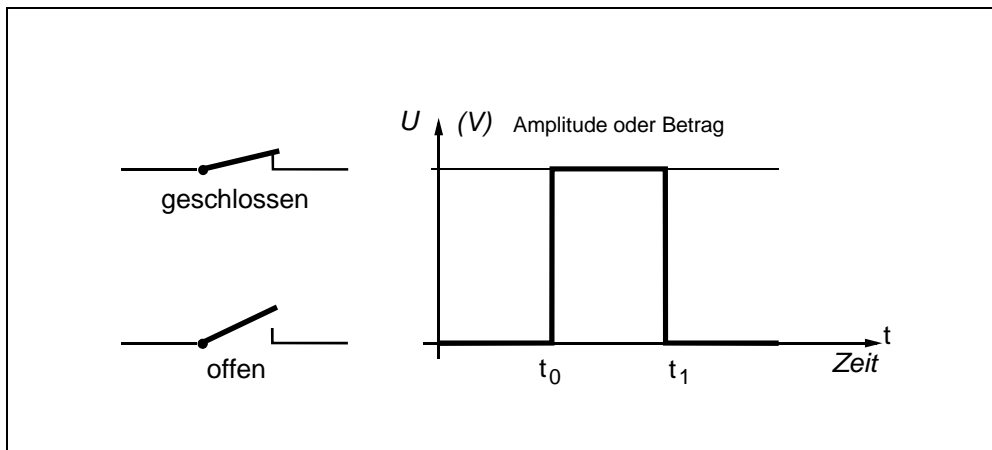 U (V) Amplitude oder Betrag
geschlossen
offen
t
Zeit
t₀ t₁